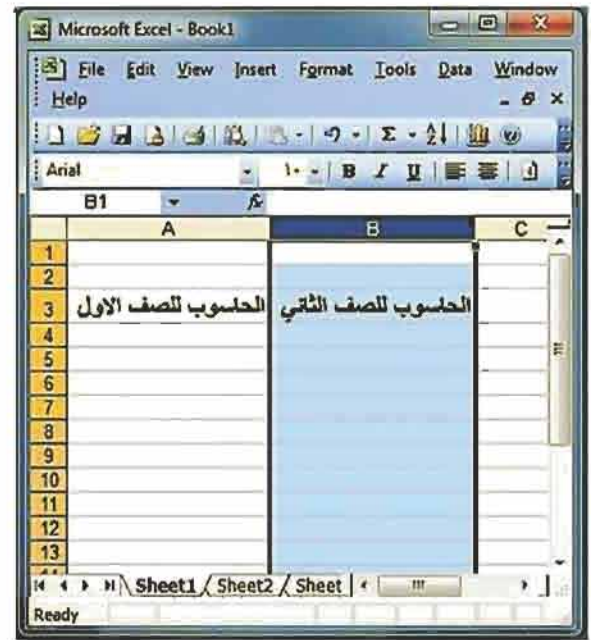 Microsoft Excel - Book1
File Edit View Insert Format Tools Data Window
Help
Arial
B I U
B1 fx
A B C
1
2
3 الحاسوب للصف الاول الحاسوب للصف الثاني
4
5
6
7
8
9
10
11
12
13
Sheet1 Sheet2 Sheet
Ready